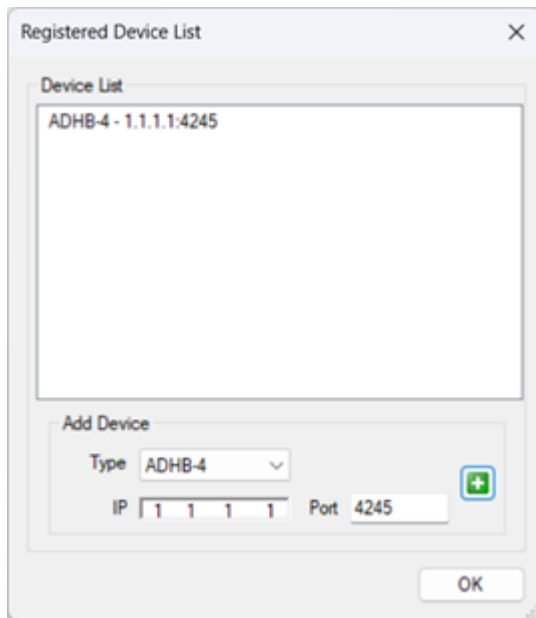 Registered Device List
Device List
ADHB-4 - 1.1.1.1:4245
Add Device
Type ADHB-4
IP 1 1 1 1 Port 4245
OK